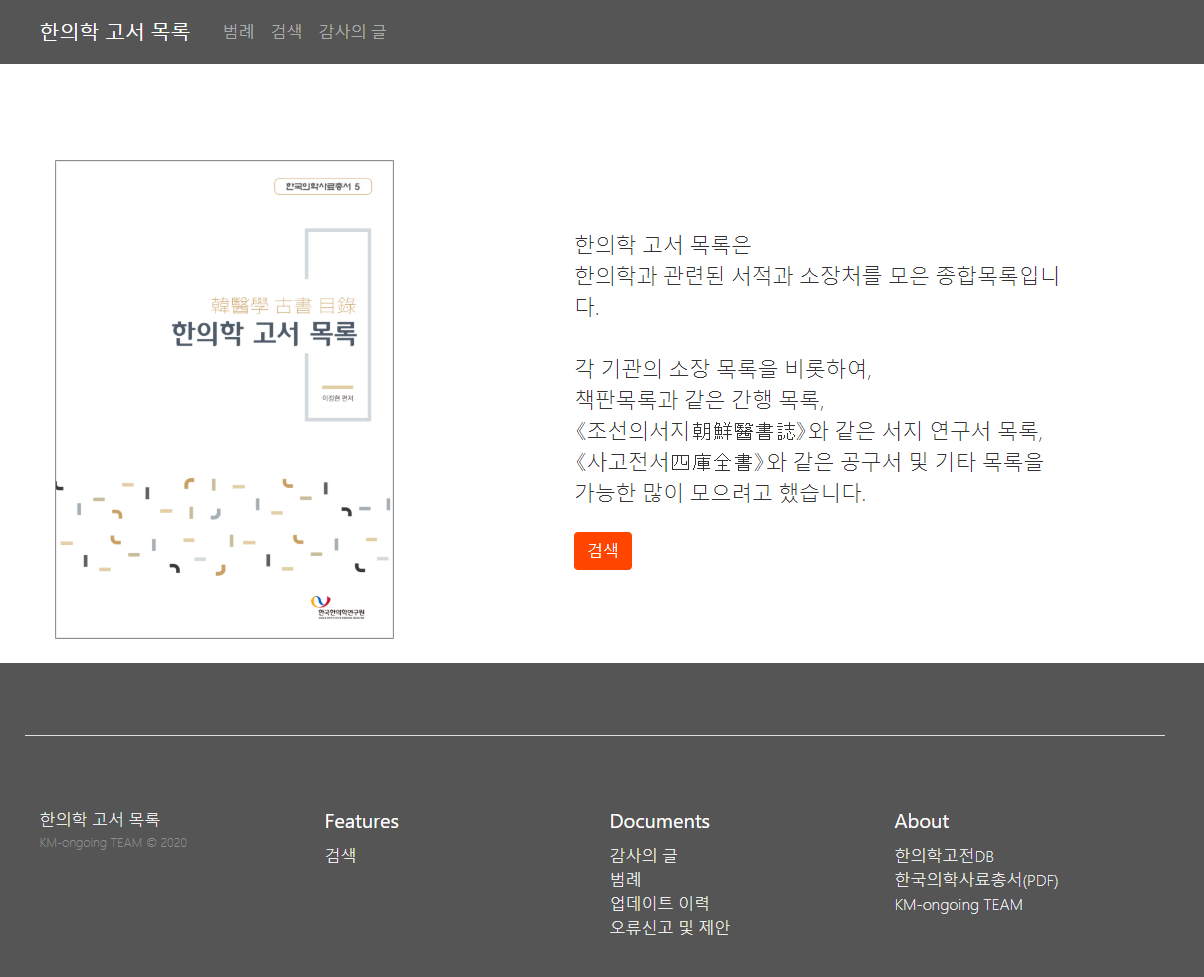 한의학 고서 목록 범례 검색 감사의 글
한국의학사료총서 5
韓醫學 古書 目錄
한의학 고서 목록
이정현 편저
한국한의학연구원
한의학 고서 목록은
한의학과 관련된 서적과 소장처를 모은 종합목록입니
다.
각 기관의 소장 목록을 비롯하여,
책판목록과 같은 간행 목록,
《조선의서지朝鮮醫書誌》와 같은 서지 연구서 목록,
《사고전서四庫全書》와 같은 공구서 및 기타 목록을
가능한 많이 모으려고 했습니다.
검색
한의학 고서 목록
KM-ongoing TEAM © 2020
Features
검색
Documents
감사의 글
범례
업데이트 이력
오류신고 및 제안
About
한의학고전DB
한국의학사료총서(PDF)
KM-ongoing TEAM